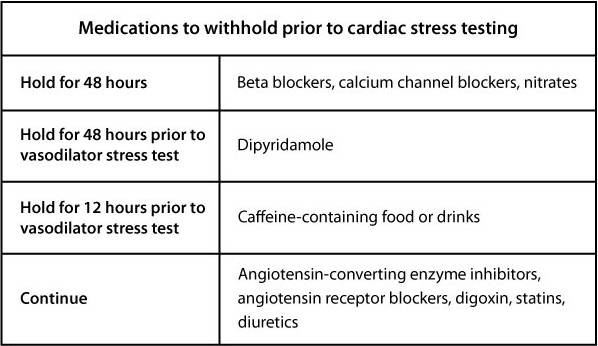 Medications to withhold prior to cardiac stress testing
Hold for 48 hours
Beta blockers, calcium channel blockers, nitrates
Hold for 48 hours prior to
vasodilator stress test
Dipyridamole
Hold for 12 hours prior to
vasodilator stress test
Caffeine-containing food or drinks
Continue
Angiotensin-converting enzyme inhibitors,
angiotensin receptor blockers, digoxin, statins,
diuretics